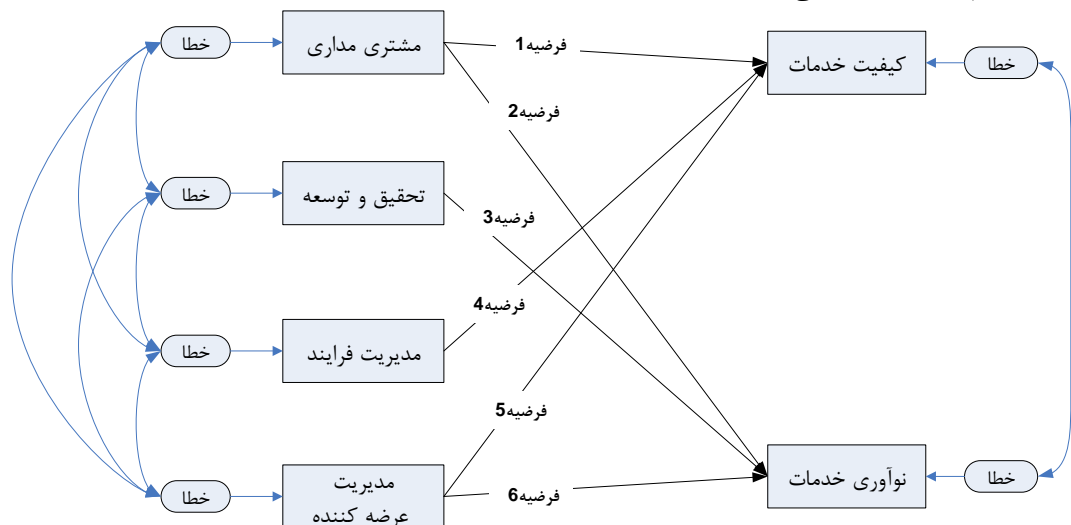 خطا
مشتری مداری
فرضیه1
کیفیت خدمات
خطا
فرضیه2
خطا
تحقیق و توسعه
فرضیه3
فرضیه4
خطا
مدیریت فرایند
فرضیه5
خطا
مدیریت
عرضه کننده
فرضیه6
نوآوری خدمات
خطا